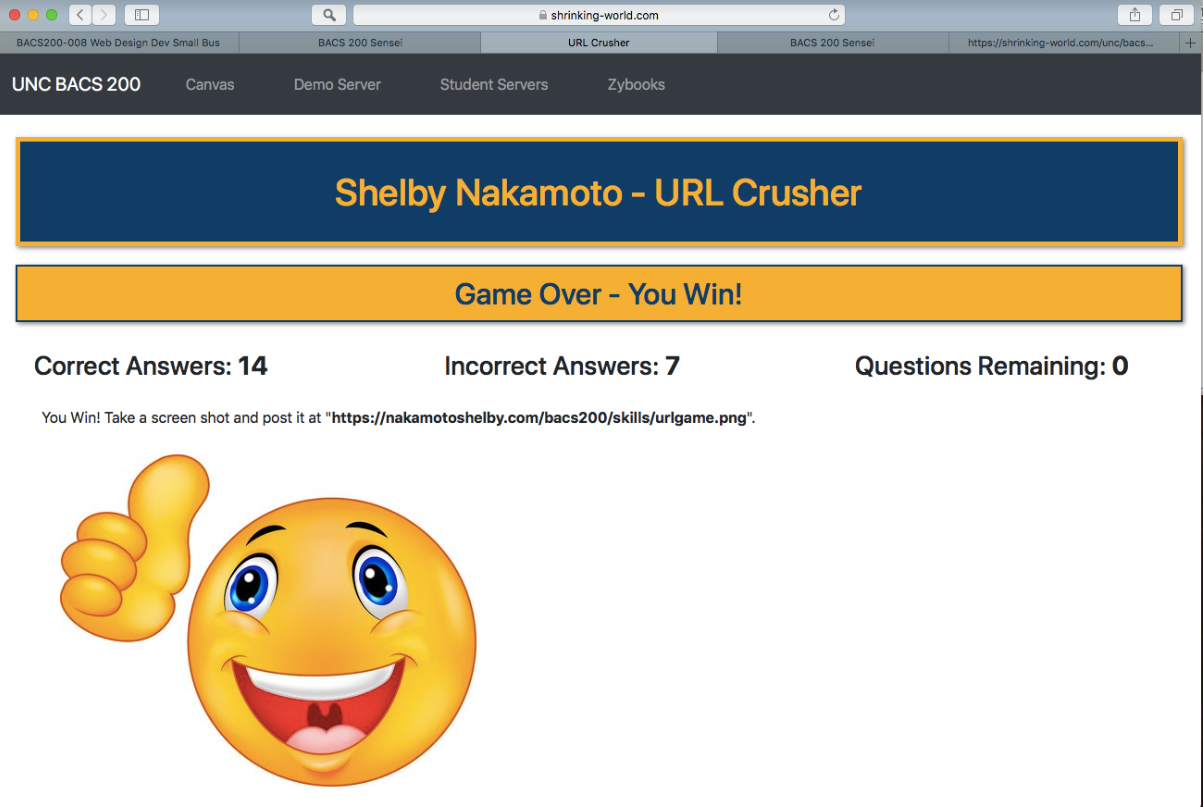 shrinking-world.com
BACS200-008 Web Design Dev Small Bus
BACS 200 Sensei
URL Crusher
BACS 200 Sensei
https://shrinking-world.com/unc/bacs...
UNC BACS 200
Canvas
Demo Server
Student Servers
Zybooks
Shelby Nakamoto - URL Crusher
Game Over - You Win!
Correct Answers: 14
Incorrect Answers: 7
Questions Remaining: 0
You Win! Take a screen shot and post it at "https://nakamotoshelby.com/bacs200/skills/urlgame.png".